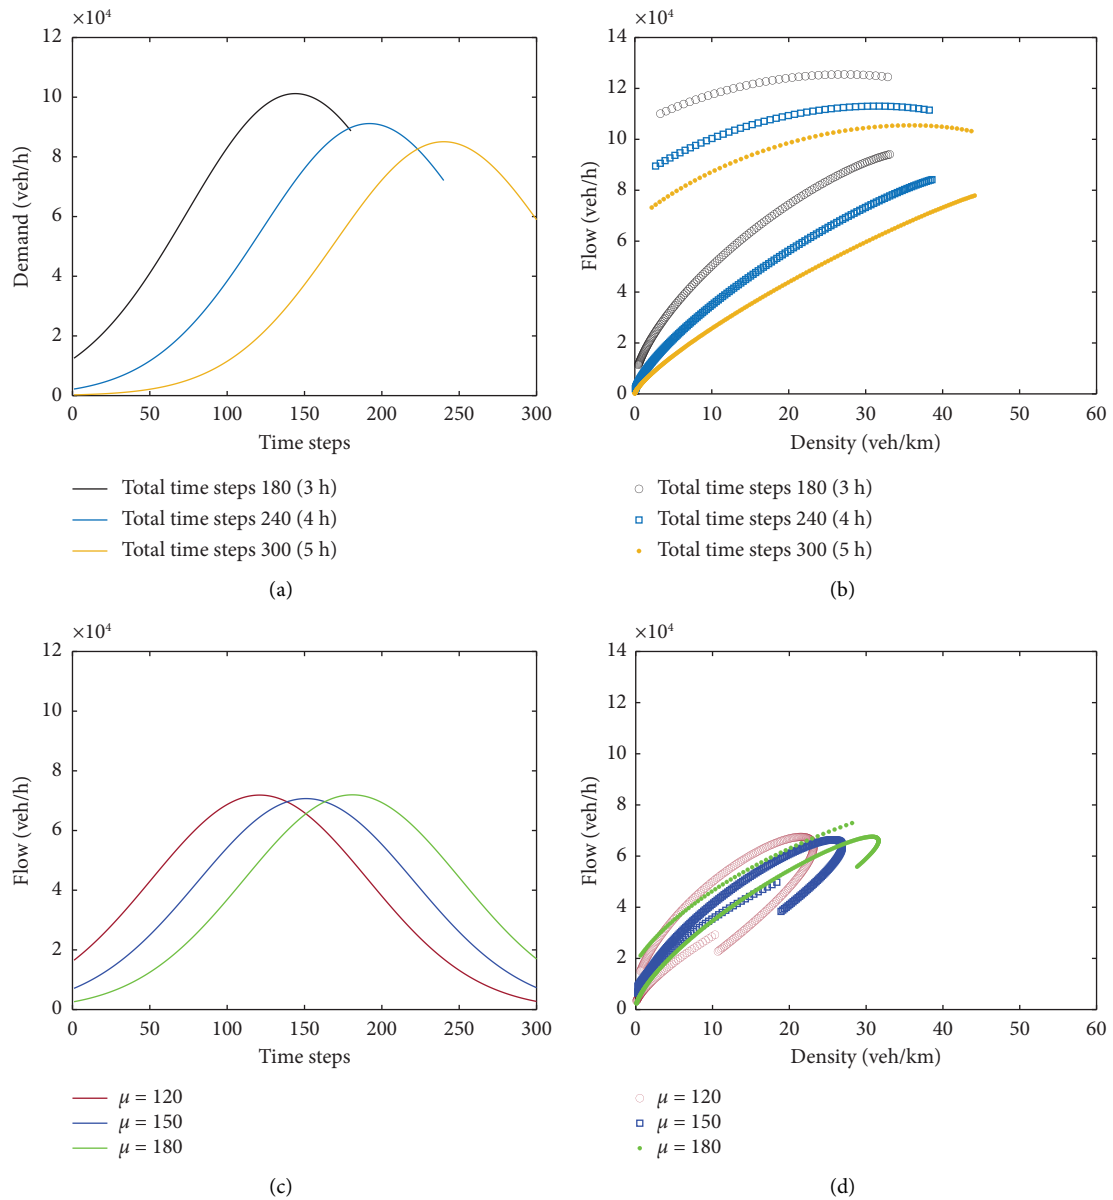 ×10⁴
12
10
8
6
4
2
0
Demand (veh/h)
0 50 100 150 200 250 300
Time steps
Total time steps 180 (3 h)
Total time steps 240 (4 h)
Total time steps 300 (5 h)
(a)
×10⁴
14
12
10
8
6
4
2
0
Flow (veh/h)
0 10 20 30 40 50 60
Density (veh/km)
Total time steps 180 (3 h)
Total time steps 240 (4 h)
Total time steps 300 (5 h)
(b)
×10⁴
12
10
8
6
4
2
0
Flow (veh/h)
0 50 100 150 200 250 300
Time steps
μ = 120
μ = 150
μ = 180
(c)
×10⁴
14
12
10
8
6
4
2
0
Flow (veh/h)
0 10 20 30 40 50 60
Density (veh/km)
μ = 120
μ = 150
μ = 180
(d)